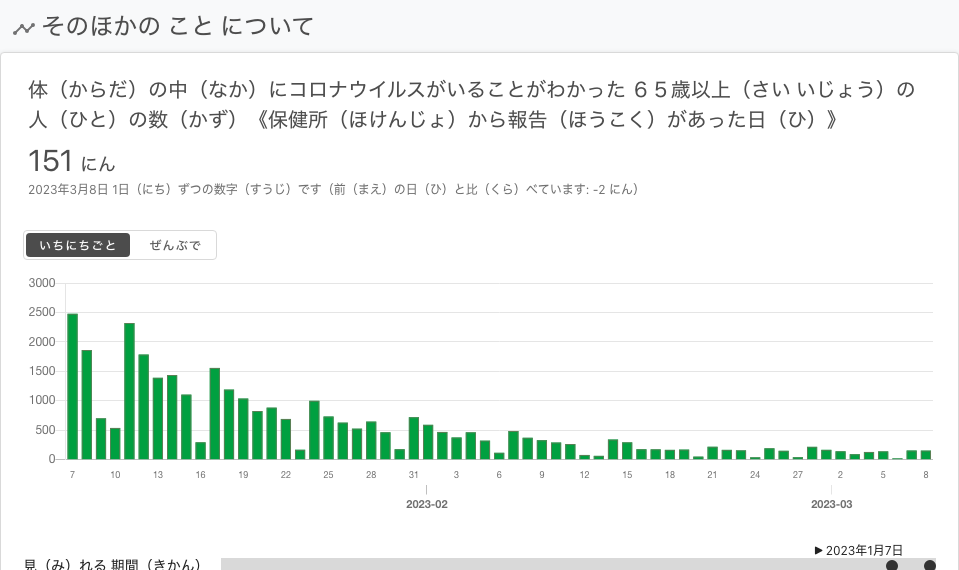 そのほかの こと について
体（からだ）の中（なか）にコロナウイルスがいることがわかった ６５歳以上（さい いじょう）の
人（ひと）の数（かず）《保健所（ほけんじょ）から報告（ほうこく）があった日（ひ）》
151 にん
2023年3月8日 1日（にち）ずつの数字（すうじ）です（前（まえ）の日（ひ）と比（くら）べています: -2 にん）
いちにちごと ぜんぶで
3000
2500
2000
1500
1000
500
0
7 10 13 16 19 22 25 28 31 3 6 9 12 15 18 21 24 27 2 5 8
2023-02 2023-03
▶ 2023年1月7日
見（み）れる 期間（きかん）